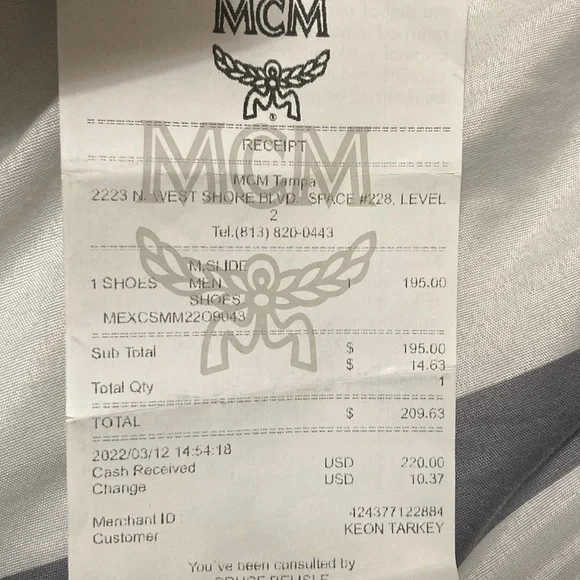 MCM
®
MCM
RECEIPT
MCM Tampa
2223 N. WEST SHORE BLVD. SPACE #228, LEVEL
2
Tel.(813) 820-0443
M.SLIDE
1 SHOES MEN 1 195.00
SHOES
MEXCSMM22O9043
Sub Total $ 195.00
$ 14.63
Total Qty 1
TOTAL $ 209.63
2022/03/12 14:54:18
Cash Received USD 220.00
Change USD 10.37
Merchant ID : 424377122884
Customer KEON TARKEY
You've been consulted by